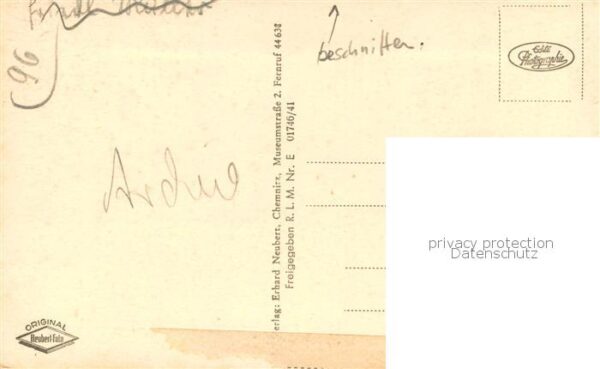 96
beschnitten.
Echte
Photographie
Archiv
erlag: Erhard Neubert, Chemnitz, Museumstraße 2. Fernruf 44638
Freigegeben R. L. M. Nr. E 01746/41
privacy protection
Datenschutz
ORIGINAL
Neubert-Foto